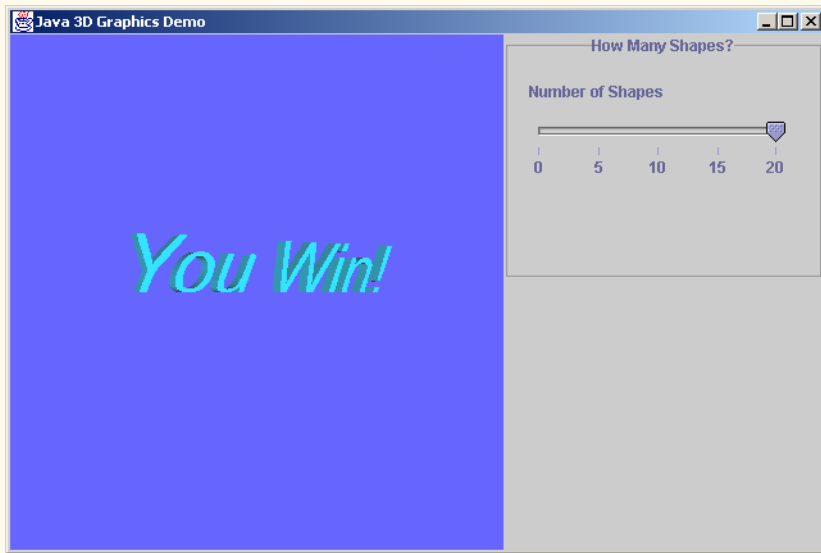 Java 3D Graphics Demo
How Many Shapes?
Number of Shapes
0 5 10 15 20
You Win!